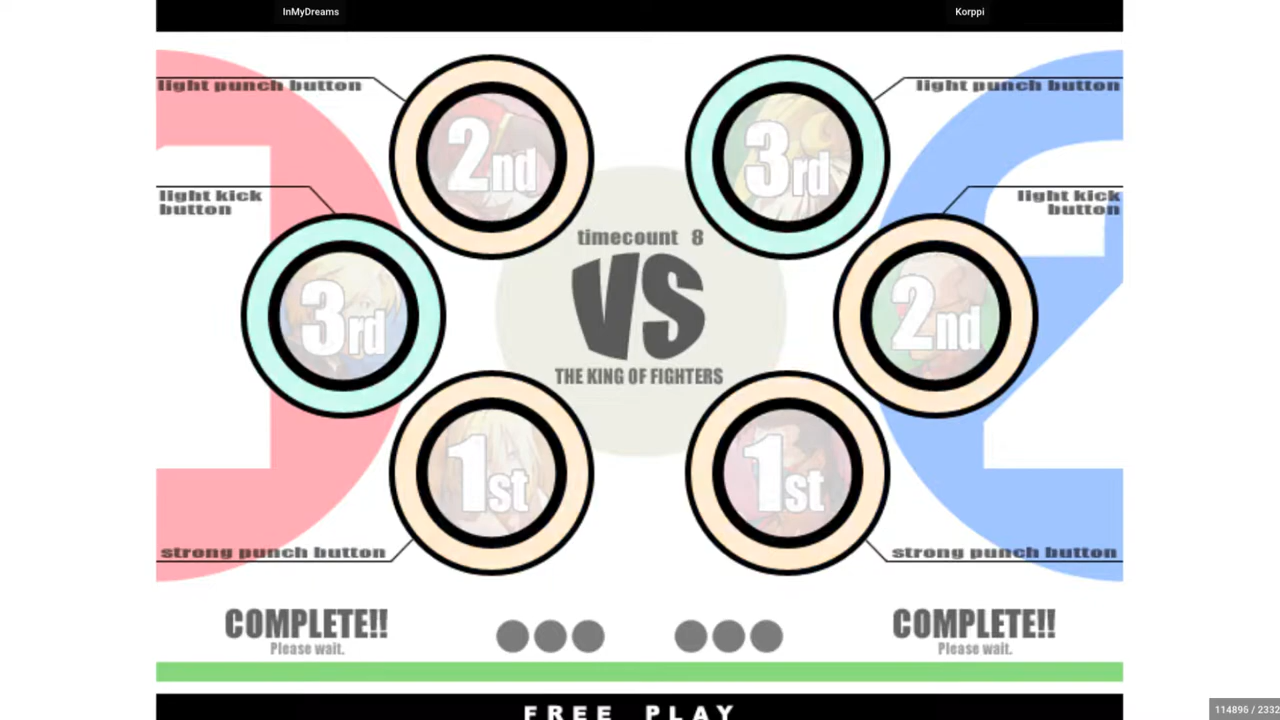 InMyDreams
Korppi
light punch button
light punch button
2nd
3rd
light kick
button
light kick
button
timecount 8
VS
THE KING OF FIGHTERS
3rd
2nd
1st
1st
strong punch button
strong punch button
COMPLETE!!
Please wait.
COMPLETE!!
Please wait.
FREE PLAY
114896 / 2332